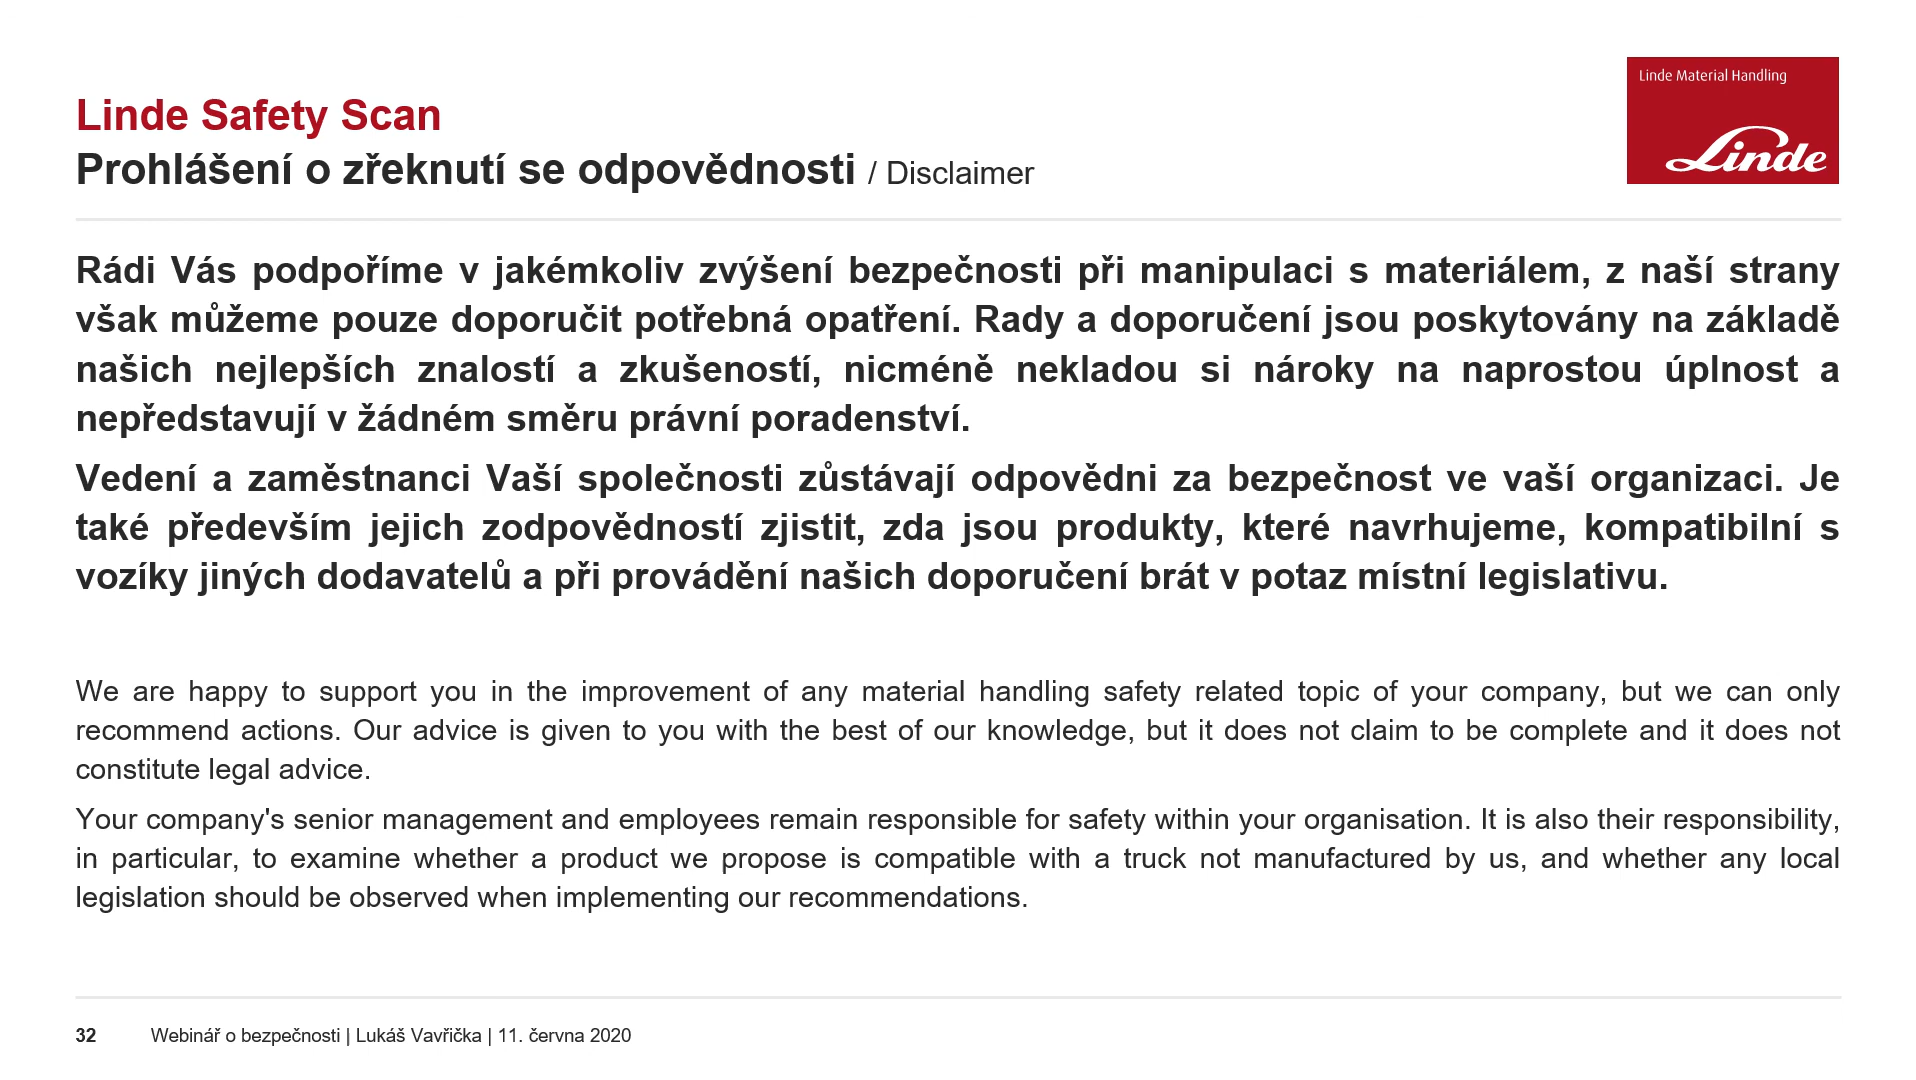 Linde Material Handling
Linde
Linde Safety Scan
Prohlášení o zřeknutí se odpovědnosti / Disclaimer
Rádi Vás podpoříme v jakémkoliv zvýšení bezpečnosti při manipulaci s materiálem, z naší strany
však můžeme pouze doporučit potřebná opatření. Rady a doporučení jsou poskytovány na základě
našich nejlepších znalostí a zkušeností, nicméně nekladou si nároky na naprostou úplnost a
nepředstavují v žádném směru právní poradenství.
Vedení a zaměstnanci Vaší společnosti zůstávají odpovědni za bezpečnost ve vaší organizaci. Je
také především jejich zodpovědností zjistit, zda jsou produkty, které navrhujeme, kompatibilní s
vozíky jiných dodavatelů a při provádění našich doporučení brát v potaz místní legislativu.
We are happy to support you in the improvement of any material handling safety related topic of your company, but we can only
recommend actions. Our advice is given to you with the best of our knowledge, but it does not claim to be complete and it does not
constitute legal advice.
Your company's senior management and employees remain responsible for safety within your organisation. It is also their responsibility,
in particular, to examine whether a product we propose is compatible with a truck not manufactured by us, and whether any local
legislation should be observed when implementing our recommendations.
32 Webinář o bezpečnosti | Lukáš Vavřička | 11. června 2020